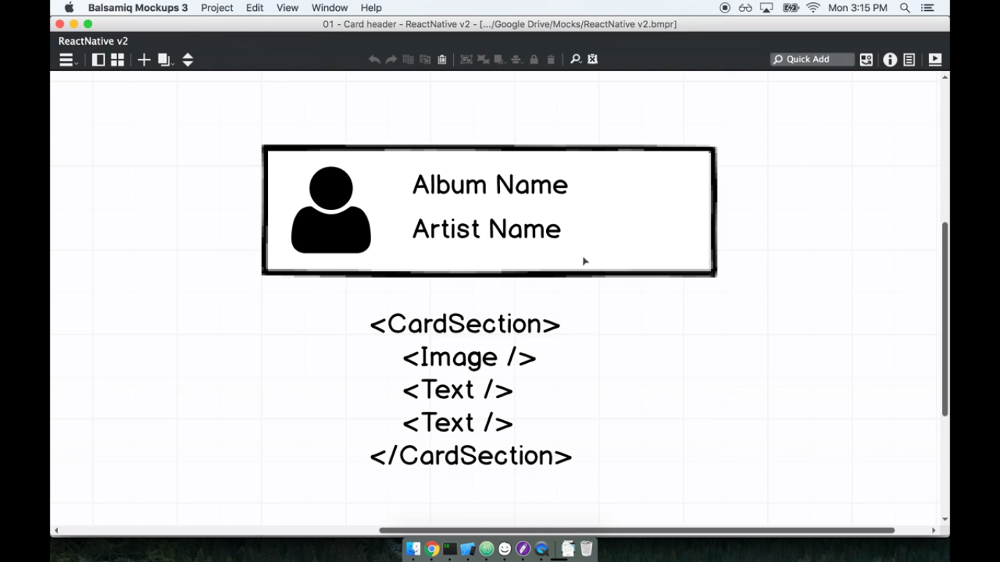 Balsamiq Mockups 3 Project Edit View Window Help Mon 3:15 PM
01 - Card header - ReactNative v2 - [.../Google Drive/Mocks/ReactNative v2.bmpr]
ReactNative v2
Quick Add
Album Name
Artist Name
<CardSection>
<Image />
<Text />
<Text />
</CardSection>